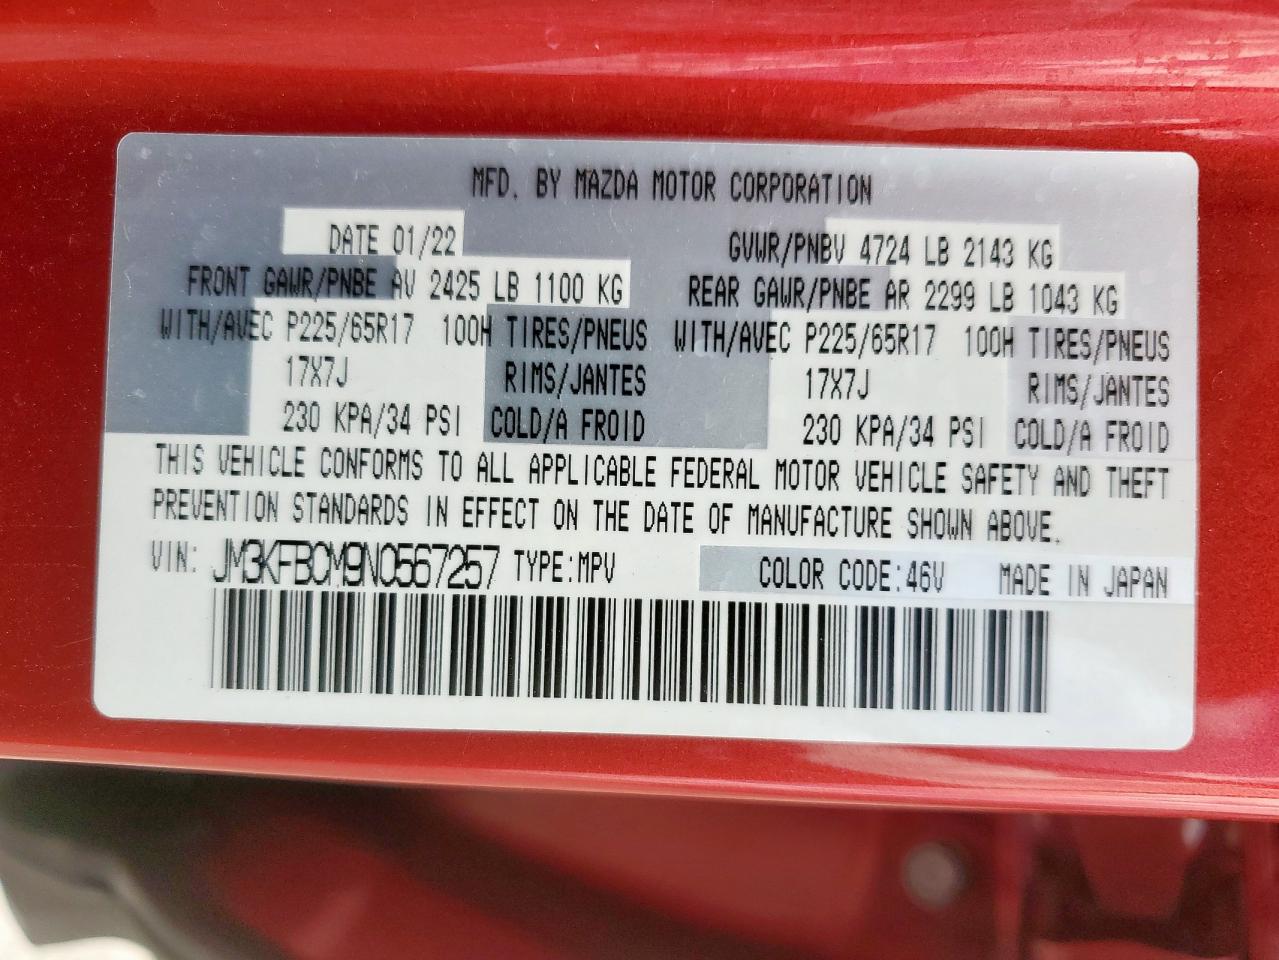 MFD. BY MAZDA MOTOR CORPORATION
DATE 01/22 GVWR/PNBV 4724 LB 2143 KG
FRONT GAWR/PNBE AV 2425 LB 1100 KG REAR GAWR/PNBE AR 2299 LB 1043 KG
WITH/AVEC P225/65R17 100H TIRES/PNEUS WITH/AVEC P225/65R17 100H TIRES/PNEUS
17X7J RIMS/JANTES 17X7J RIMS/JANTES
230 KPA/34 PSI COLD/A FROID 230 KPA/34 PSI COLD/A FROID
THIS VEHICLE CONFORMS TO ALL APPLICABLE FEDERAL MOTOR VEHICLE SAFETY AND THEFT
PREVENTION STANDARDS IN EFFECT ON THE DATE OF MANUFACTURE SHOWN ABOVE.
VIN: JM3KFBCM9N0567257 TYPE:MPV COLOR CODE:46V MADE IN JAPAN